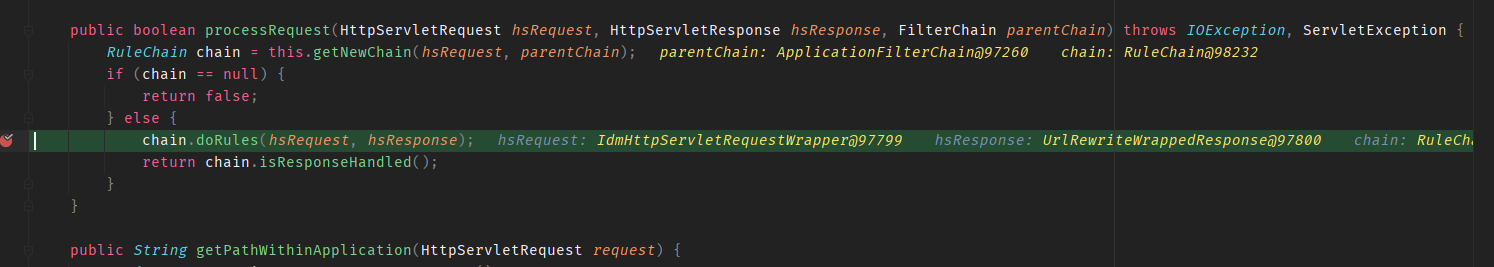 public boolean processRequest(HttpServletRequest hsRequest, HttpServletResponse hsResponse, FilterChain parentChain) throws IOException, ServletException {
RuleChain chain = this.getNewChain(hsRequest, parentChain); parentChain: ApplicationFilterChain@97260 chain: RuleChain@98232
if (chain == null) {
return false;
} else {
chain.doRules(hsRequest, hsResponse); hsRequest: IdmHttpServletRequestWrapper@97799 hsResponse: UrlRewriteWrappedResponse@97800 chain: RuleCha
return chain.isResponseHandled();
}
}
public String getPathWithinApplication(HttpServletRequest request) {